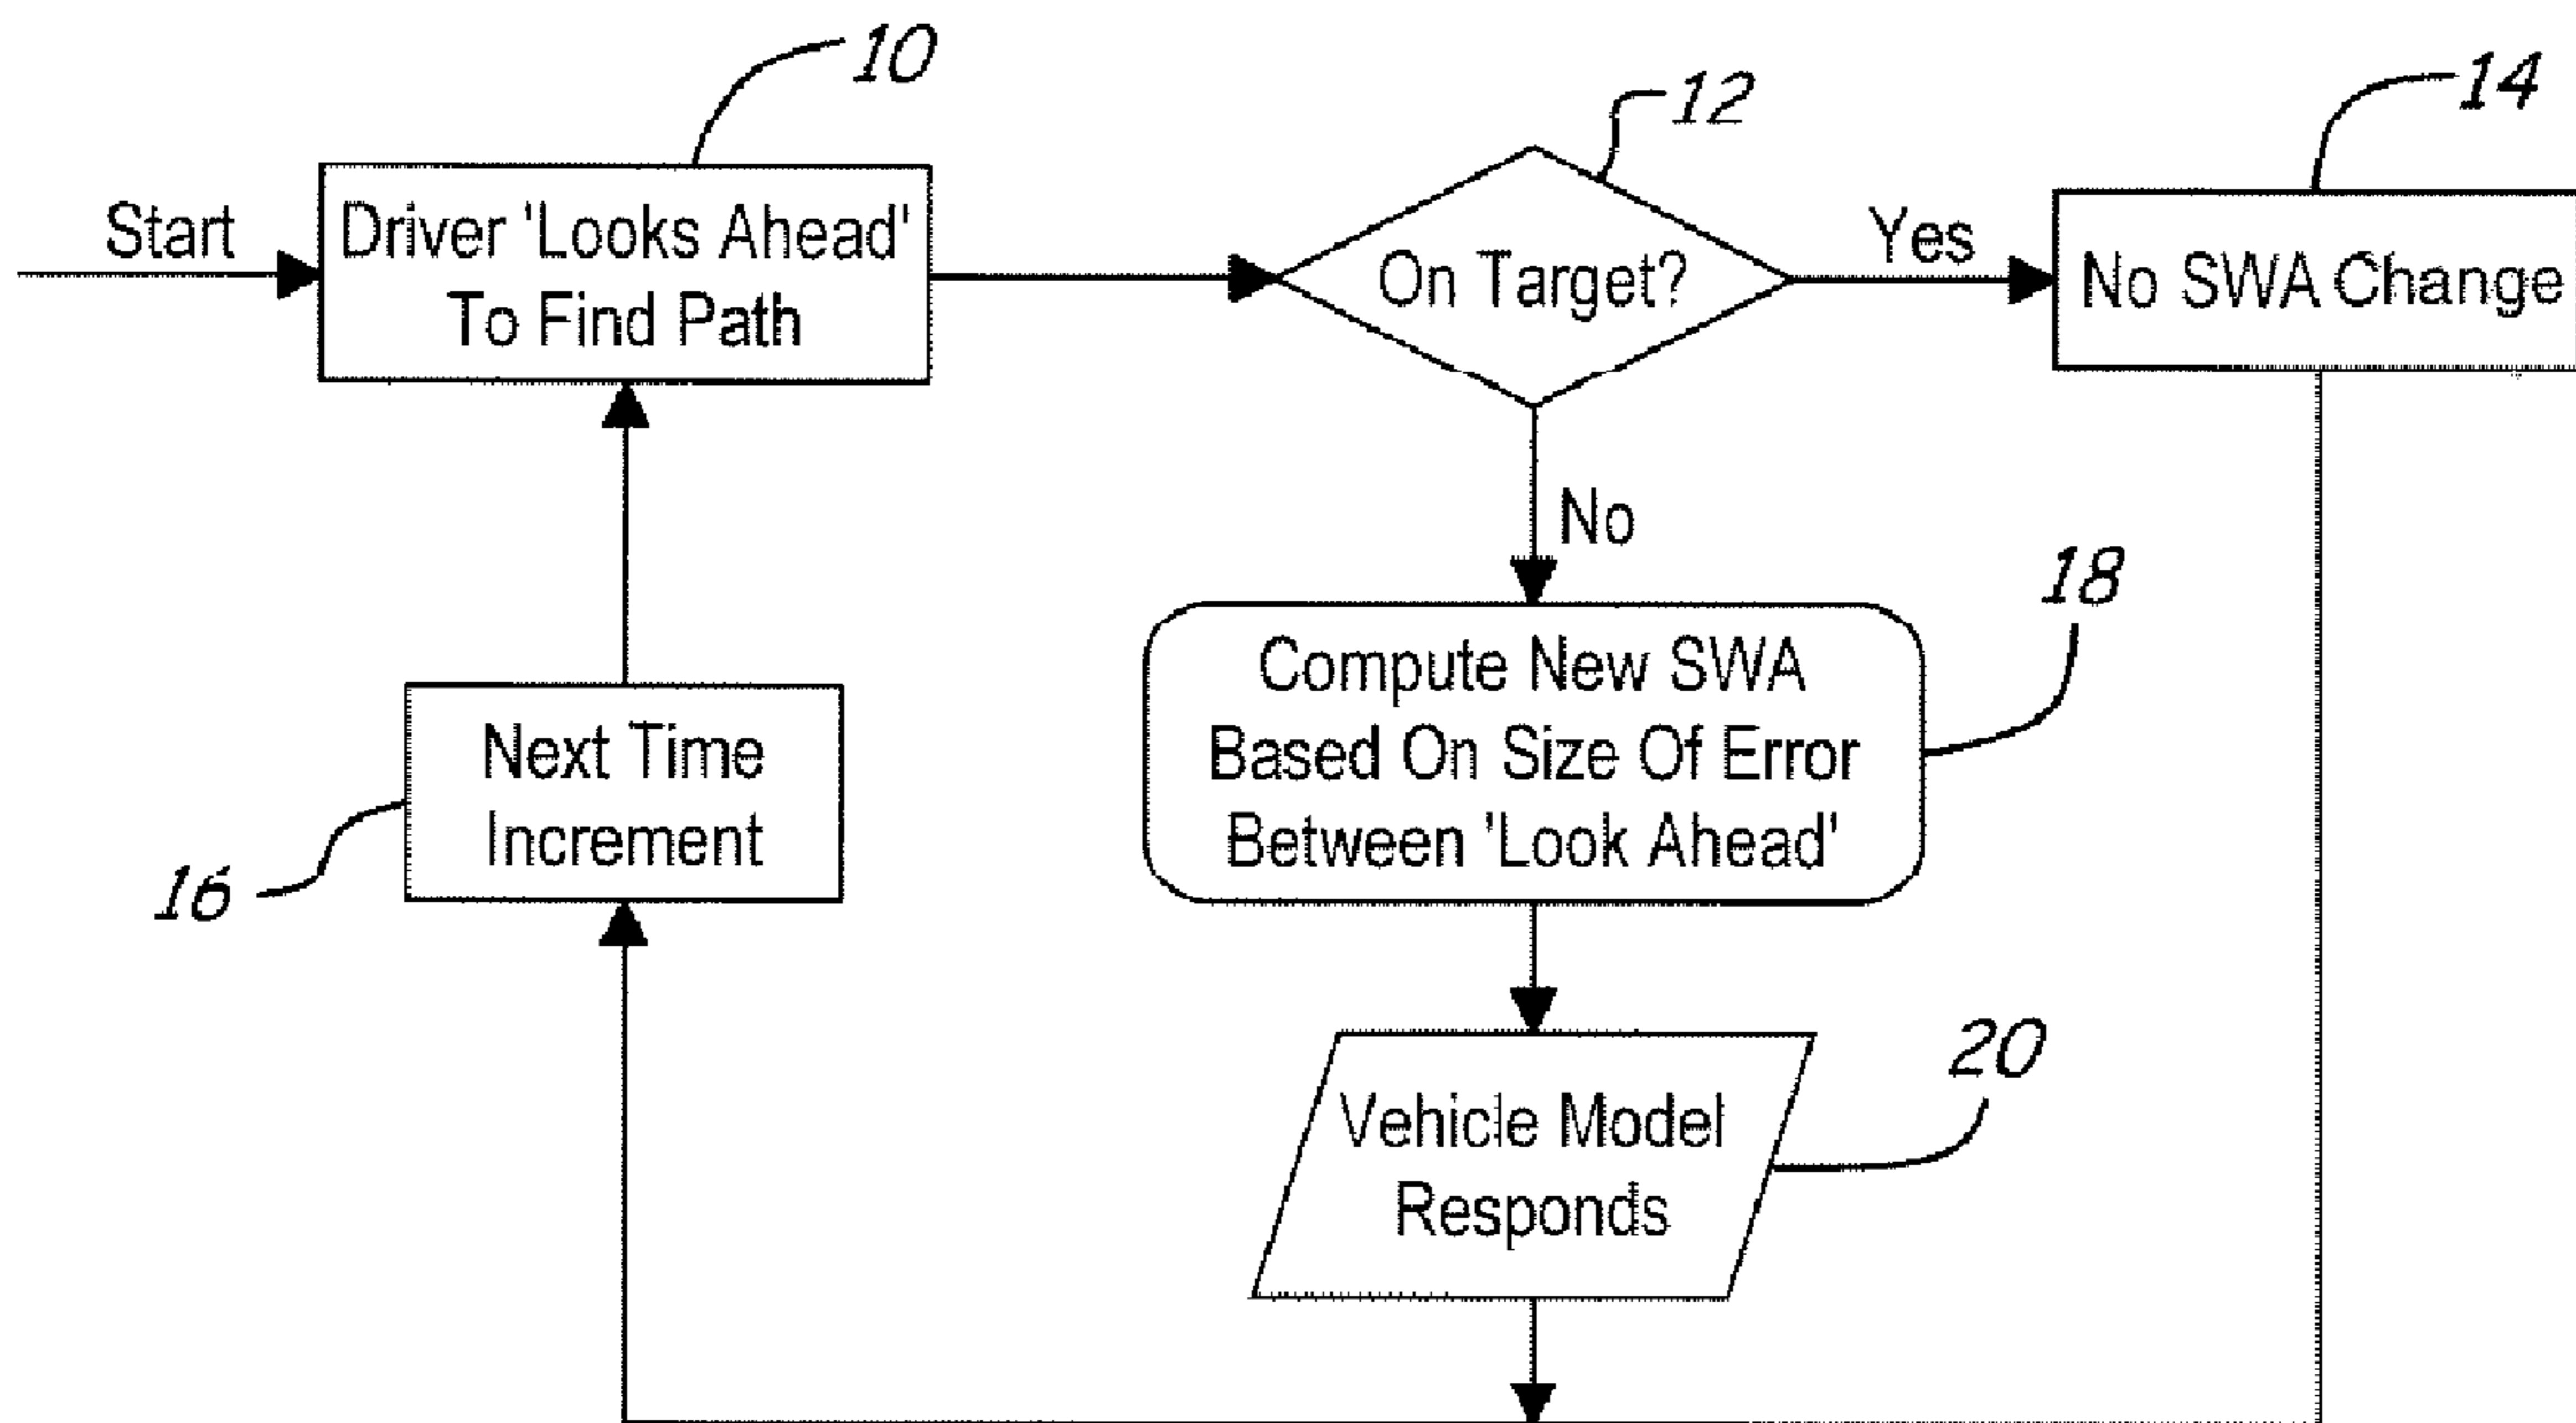 10
12
14
Start
Driver 'Looks Ahead'
To Find Path
On Target?
Yes
No SWA Change
No
18
Compute New SWA
Based On Size Of Error
Between 'Look Ahead'
Next Time
Increment
16
20
Vehicle Model
Responds